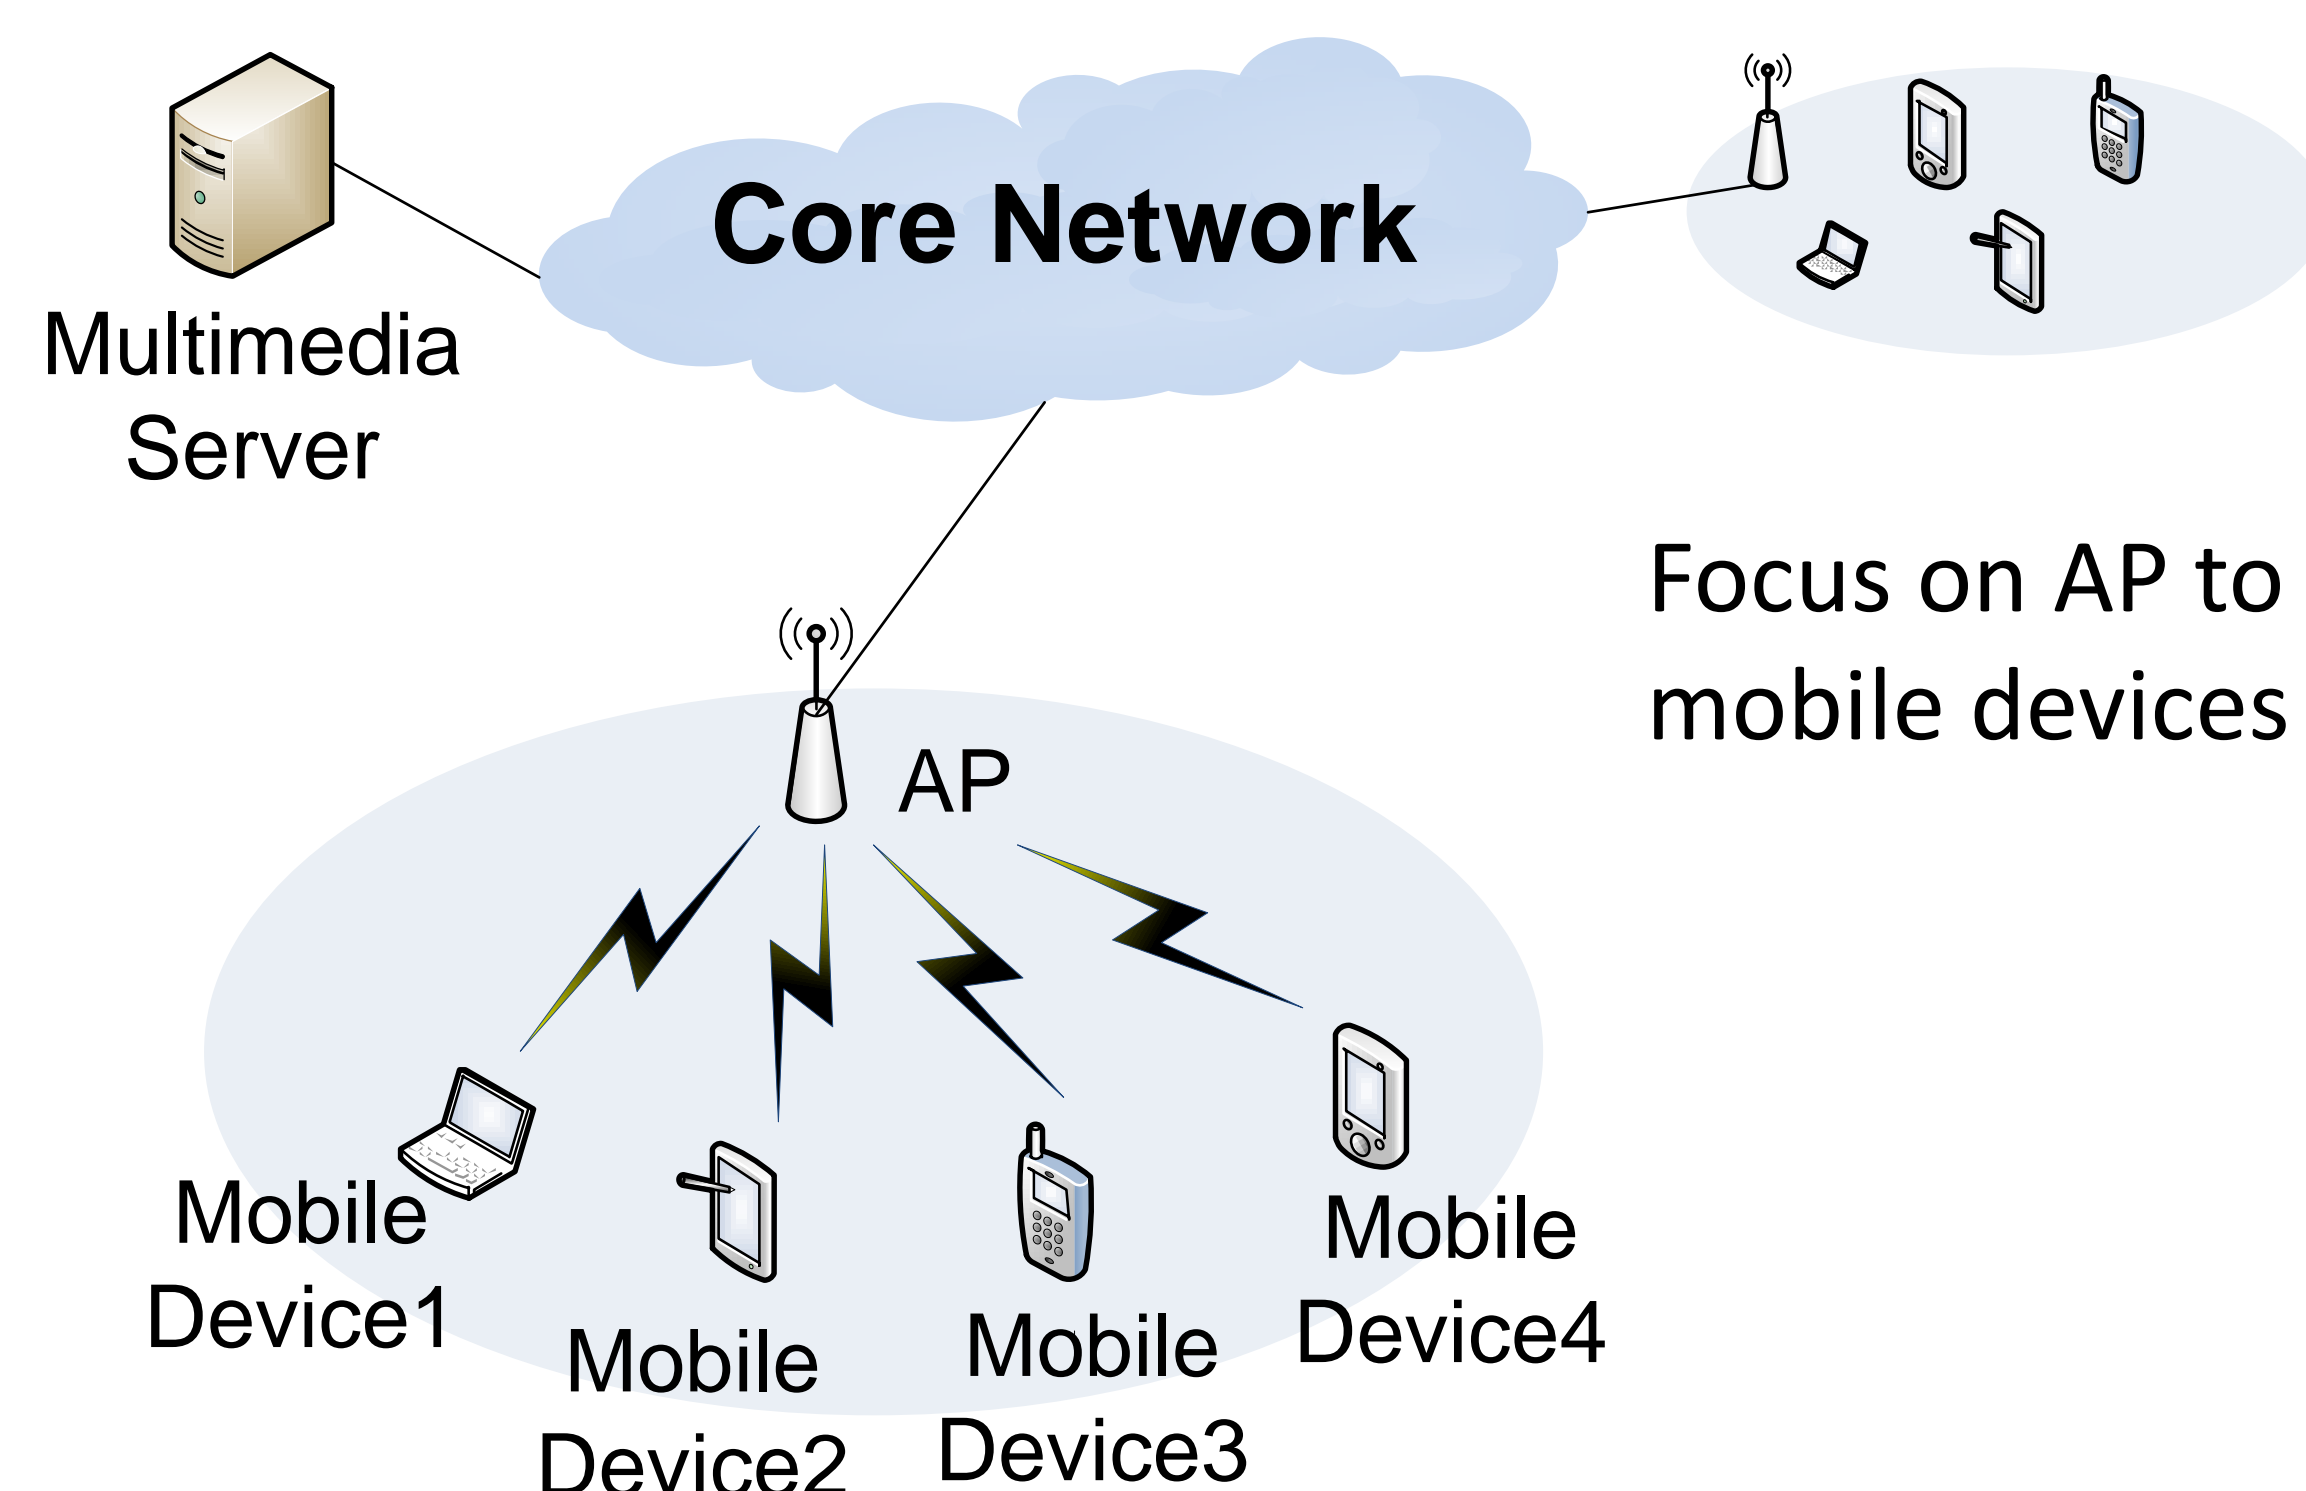 Core Network
Multimedia
Server
Focus on AP to
mobile devices
AP
Mobile
Device1
Mobile
Device2
Mobile
Device3
Mobile
Device4